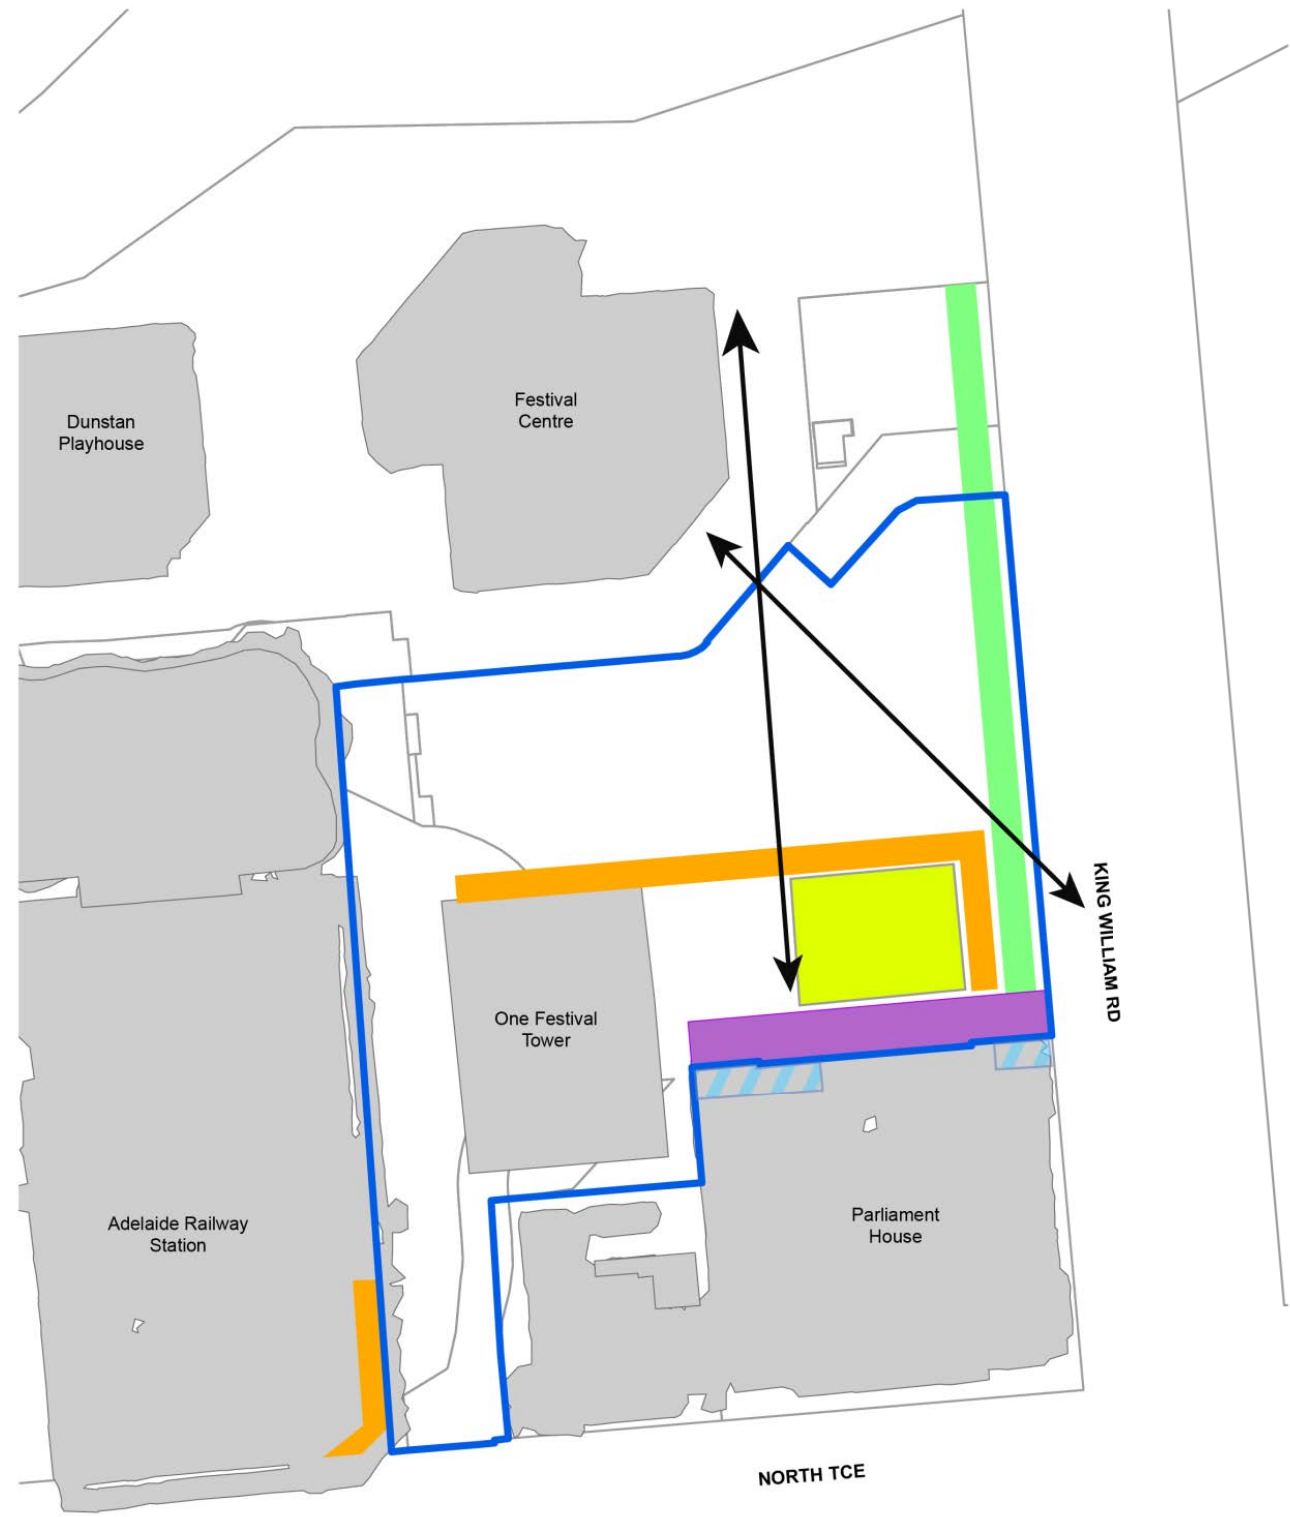 Festival
Centre
Dunstan
Playhouse
KING WILLIAM RD
One Festival
Tower
Adelaide Railway
Station
Parliament
House
NORTH TCE